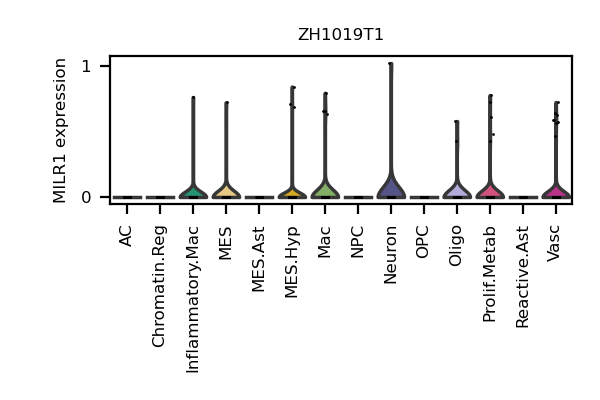 ZH1019T1
MILR1 expression
1
0
AC
Chromatin.Reg
Inflammatory.Mac
MES
MES.Ast
MES.Hyp
Mac
NPC
Neuron
OPC
Oligo
Prolif.Metab
Reactive.Ast
Vasc